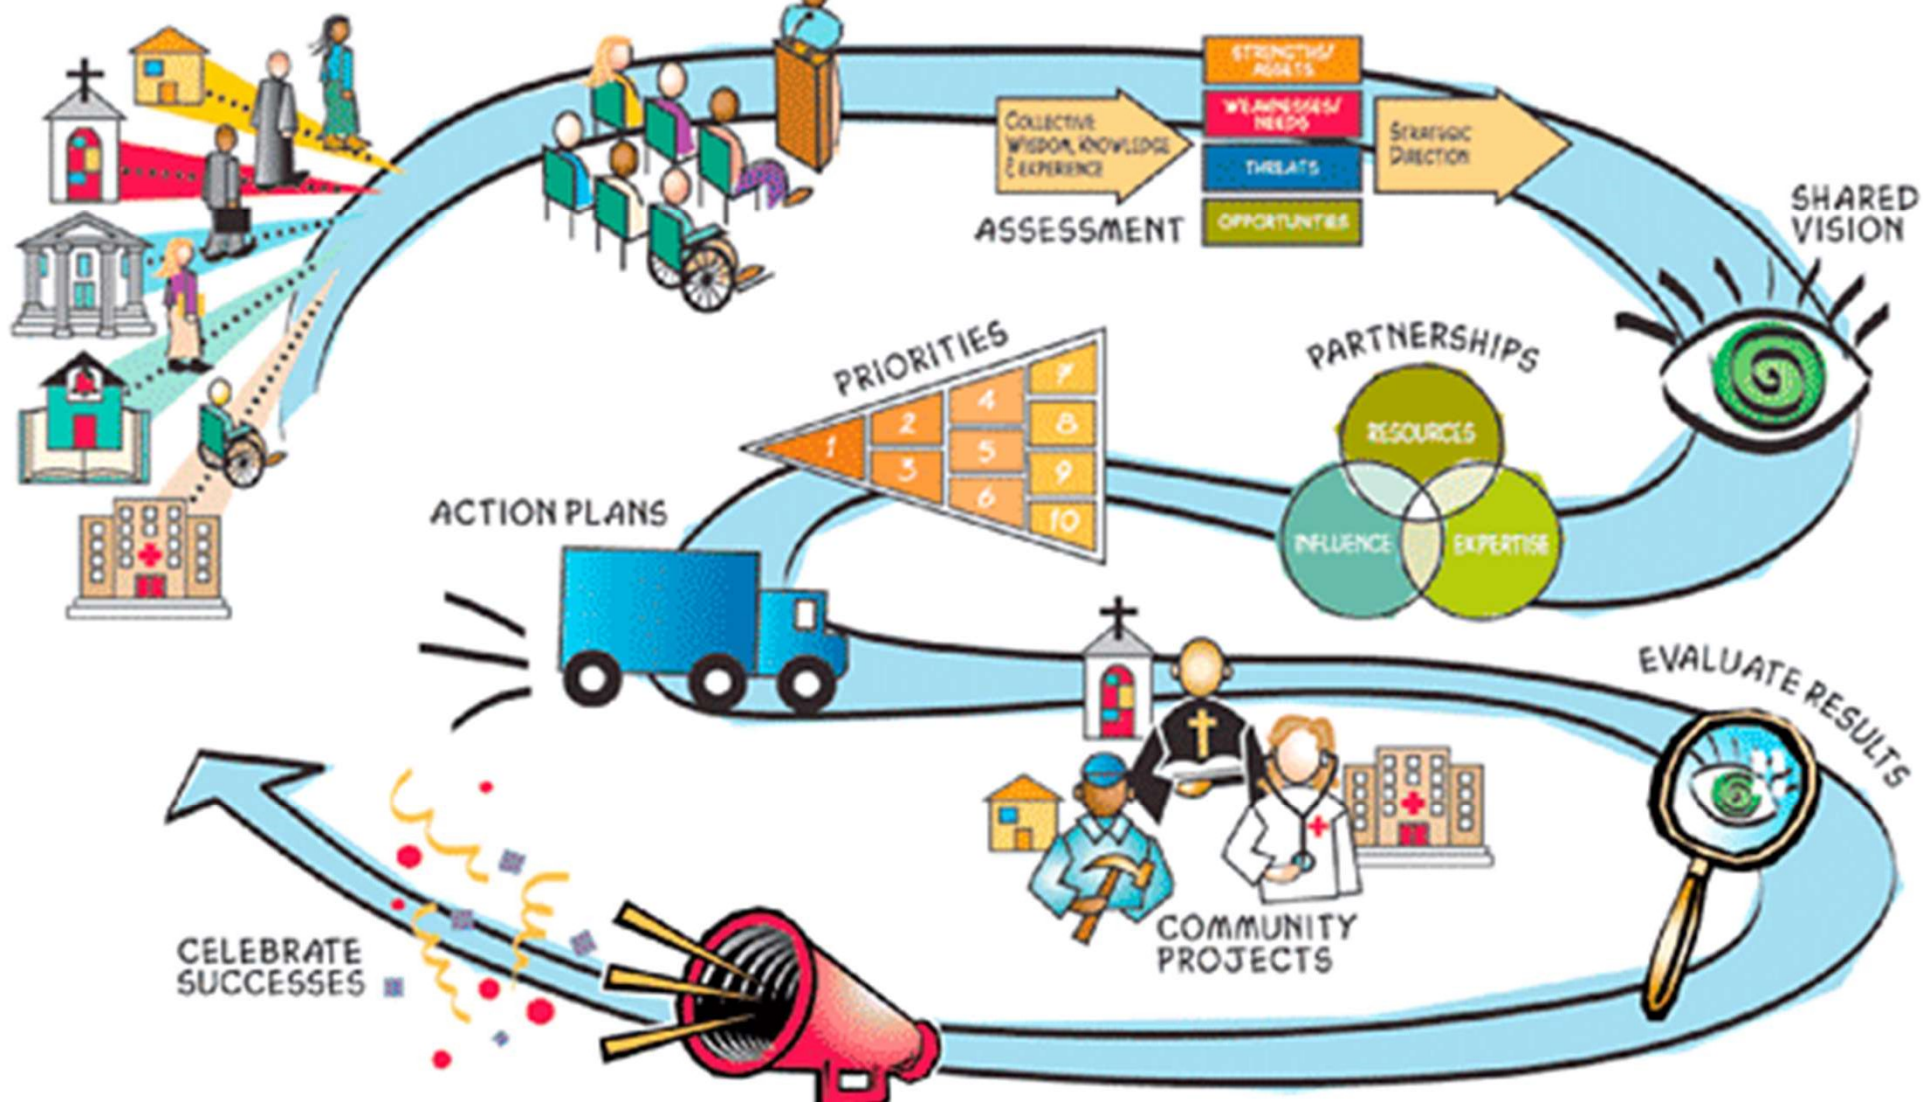 STRENGTHS/
ASSETS
WEAKNESSES/
NEEDS
THREATS
OPPORTUNITIES
COLLECTIVE
WISDOM, KNOWLEDGE
& EXPERIENCE
STRATEGIC
DIRECTION
ASSESSMENT
SHARED
VISION
PRIORITIES
1
2
3
4
5
6
7
8
9
10
PARTNERSHIPS
RESOURCES
INFLUENCE
EXPERTISE
ACTION PLANS
EVALUATE RESULTS
COMMUNITY
PROJECTS
CELEBRATE
SUCCESSES